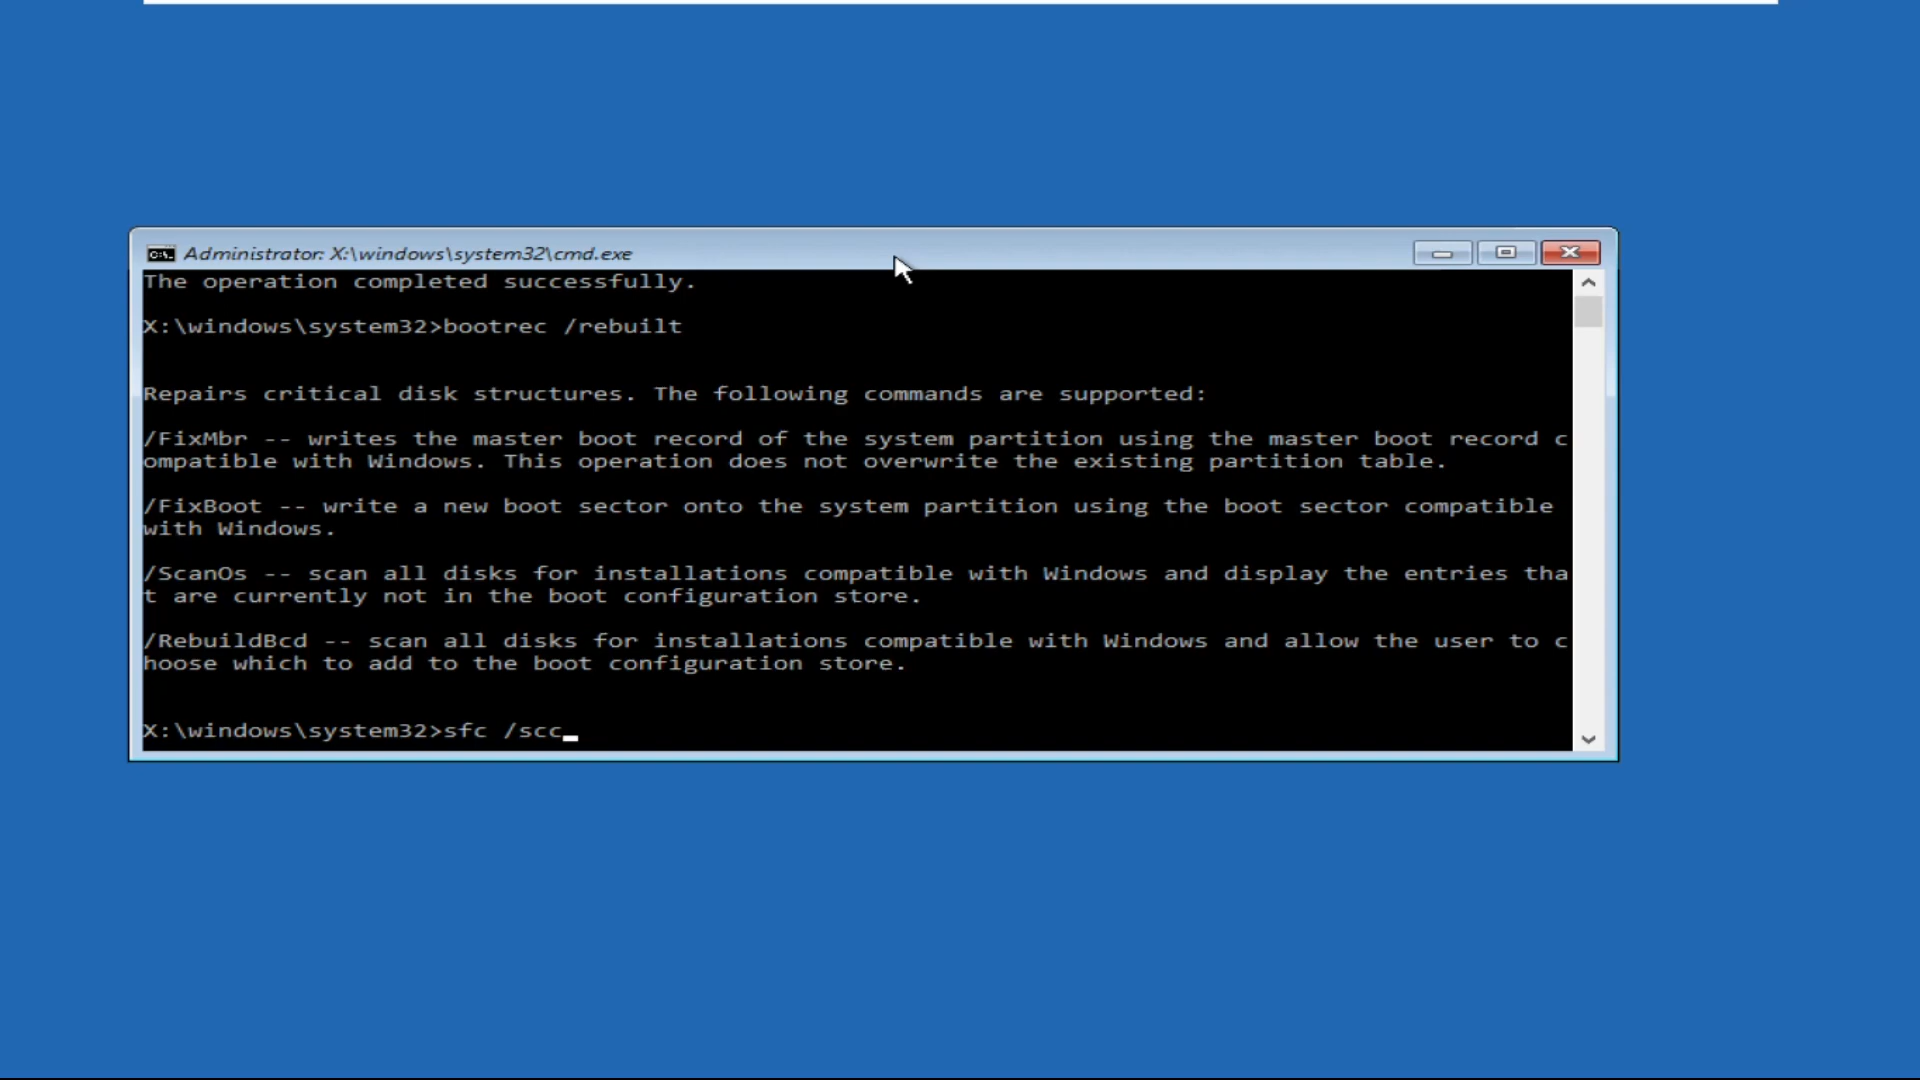 Administrator: X:\windows\system32\cmd.exe
The operation completed successfully.
X:\windows\system32>bootrec /rebuilt
Repairs critical disk structures. The following commands are supported:
/FixMbr -- writes the master boot record of the system partition using the master boot record c
ompatible with Windows. This operation does not overwrite the existing partition table.
/FixBoot -- write a new boot sector onto the system partition using the boot sector compatible
with Windows.
/ScanOs -- scan all disks for installations compatible with Windows and display the entries tha
t are currently not in the boot configuration store.
/RebuildBcd -- scan all disks for installations compatible with Windows and allow the user to c
hoose which to add to the boot configuration store.
X:\windows\system32>sfc /scc